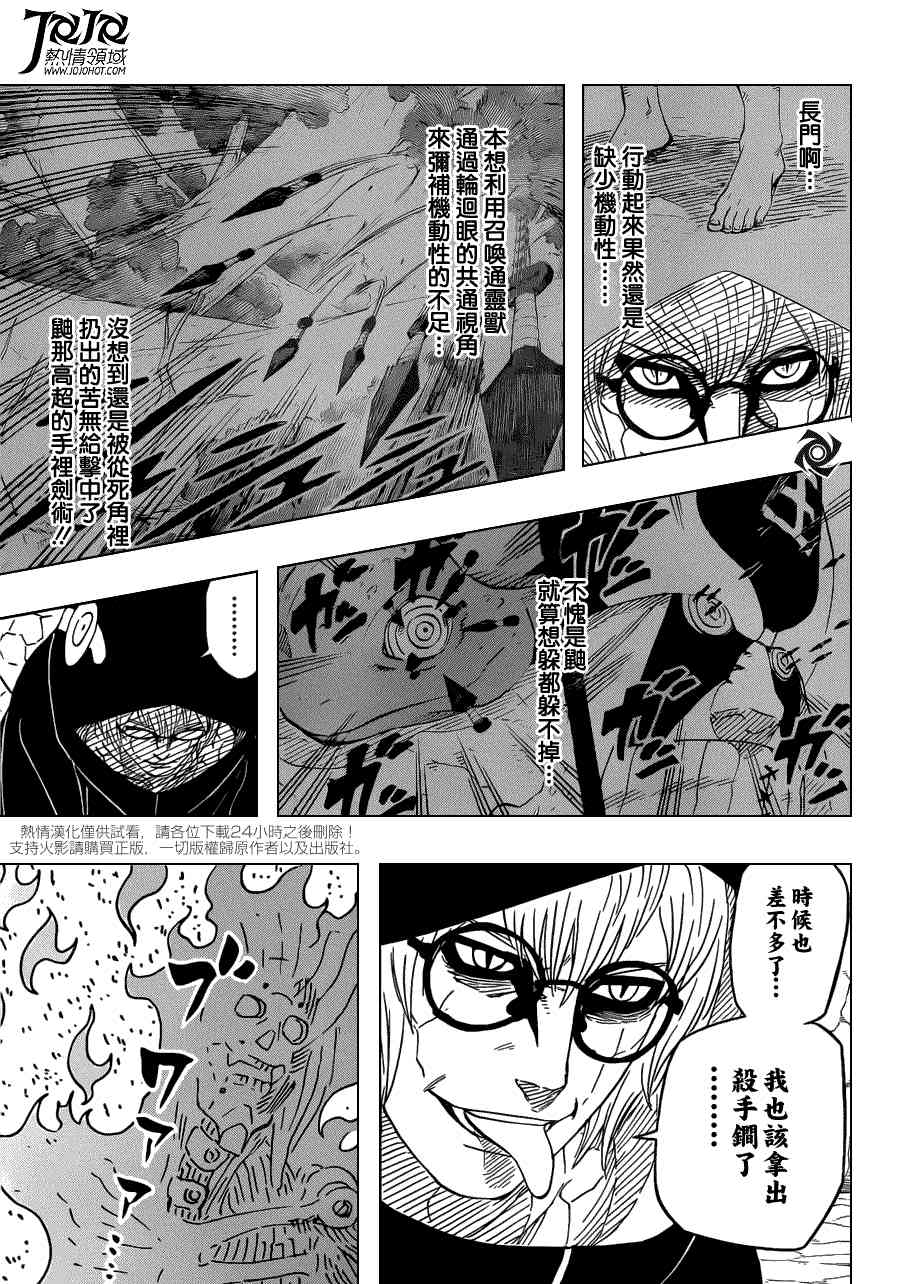 JOJO
熱情領域
WWW.JOJOHOT.COM
長門啊…
行動起來果然還是
缺少機動性……
本想利用召喚通靈獸
通過輪迴眼的共通視角
來彌補機動性的不足…
沒想到還是被從死角裡
扔出的苦無給擊中了
鼬那高超的手裡劍術!!
不愧是鼬
就算想躲都躲不掉…
ガ
ガ
ガ
ガ
………
熱情漢化僅供試看，請各位下載24小時之後刪除！
支持火影請購買正版，一切版權歸原作者以及出版社。
時候也
差不多了…
我也該拿出
殺手鐧了
………
ブ
ワァァ…